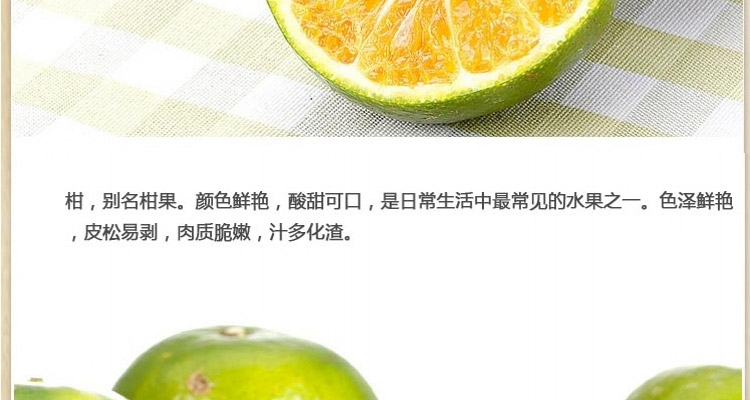 柑，别名柑果。颜色鲜艳，酸甜可口，是日常生活中最常见的水果之一。色泽鲜艳
，皮松易剥，肉质脆嫩，汁多化渣。